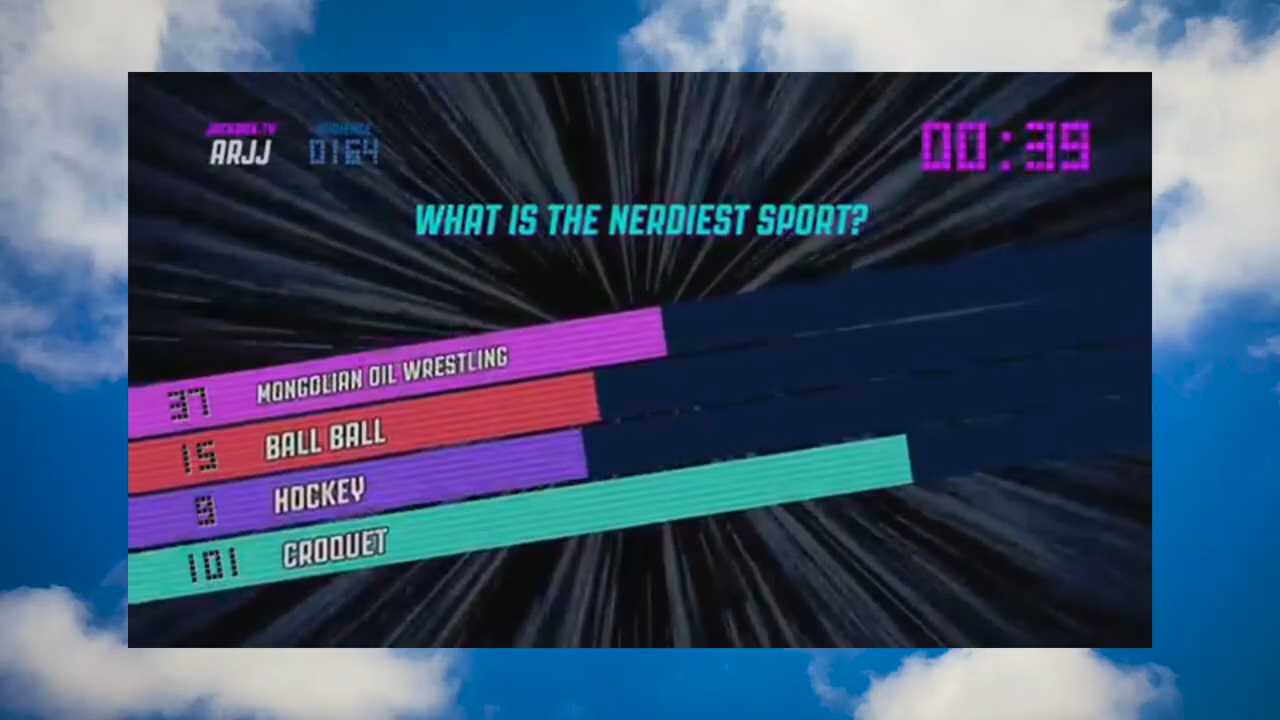 JACKBOX.TV
ARJJ
AUDIENCE
0164
00:39
WHAT IS THE NERDIEST SPORT?
37 MONGOLIAN OIL WRESTLING
15 BALL BALL
9 HOCKEY
101 CROQUET